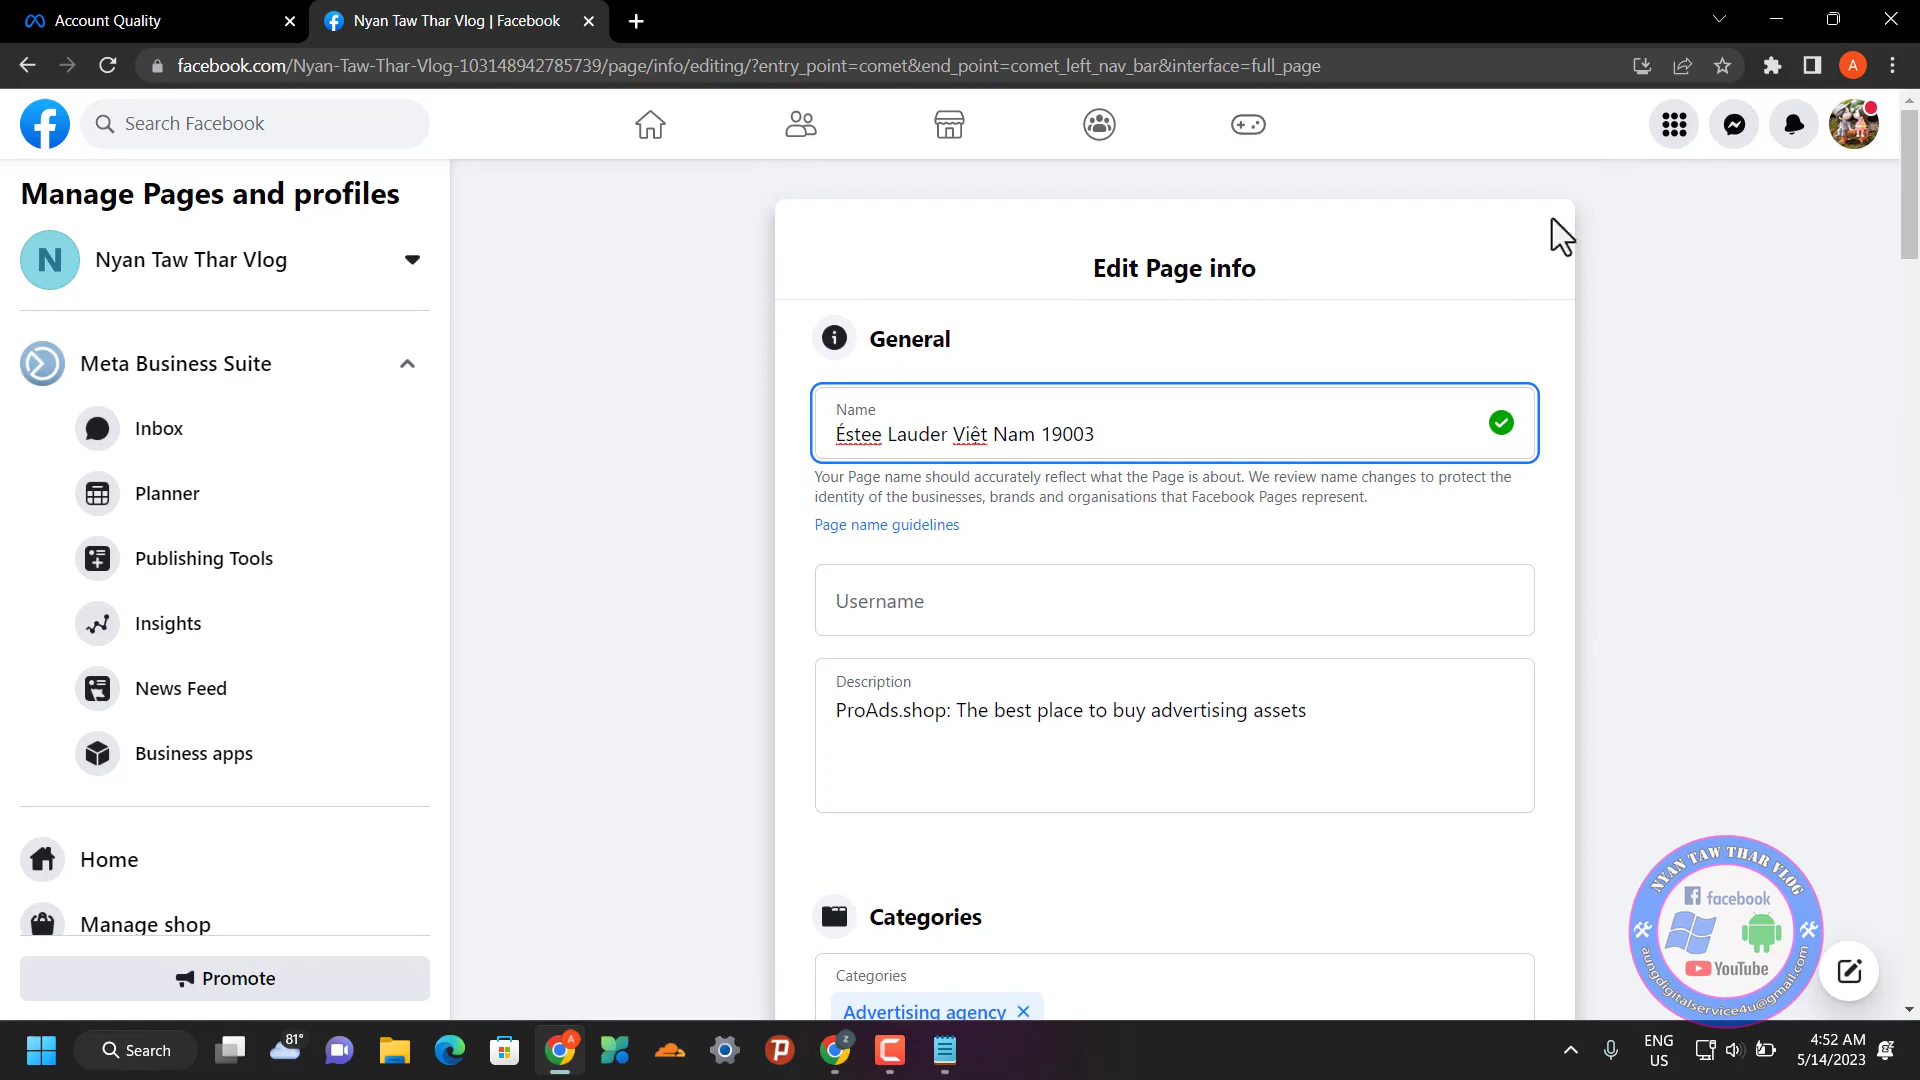 Account Quality
Nyan Taw Thar Vlog | Facebook
facebook.com/Nyan-Taw-Thar-Vlog-103148942785739/page/info/editing/?entry_point=comet&end_point=comet_left_nav_bar&interface=full_page
A
Search Facebook
Manage Pages and profiles
N
Nyan Taw Thar Vlog
Meta Business Suite
Inbox
Planner
Publishing Tools
Insights
News Feed
Business apps
Home
Manage shop
Promote
Edit Page info
General
Name
Éstee Lauder Việt Nam 19003
Your Page name should accurately reflect what the Page is about. We review name changes to protect the
identity of the businesses, brands and organisations that Facebook Pages represent.
Page name guidelines
Username
Description
ProAds.shop: The best place to buy advertising assets
Categories
Categories
Advertising agency
NYAN TAW THAR VLOG
facebook
YouTube
aungdigitalservice4u@gmail.com
Search
81°
A
z
ENG
US
4:52 AM
5/14/2023